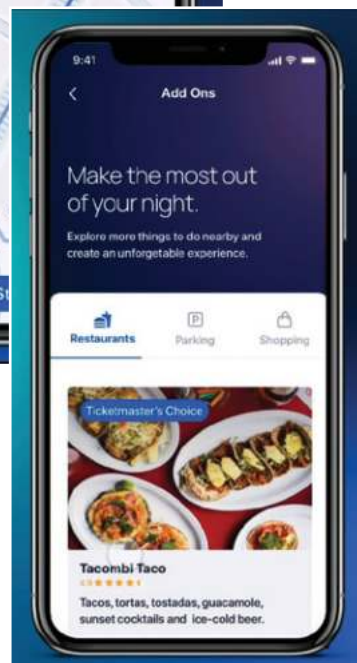 9:41
Add Ons
Make the most out
of your night.
Explore more things to do nearby and
create an unforgetable experience.
St
Restaurants
P
Parking
Shopping
Ticketmaster's Choice
Tacombi Taco
Tacos, tortas, tostadas, guacamole,
sunset cocktails and ice-cold beer.